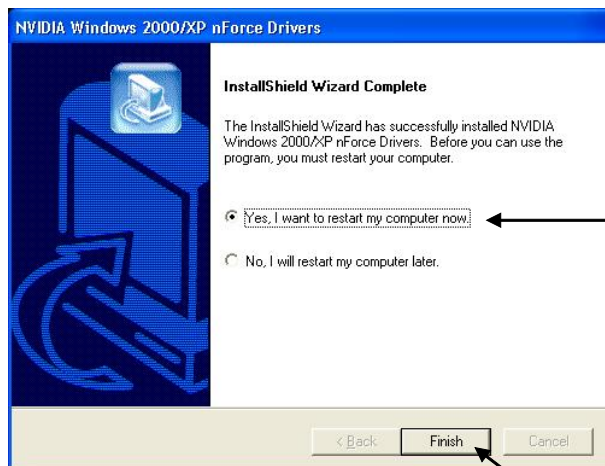 NVIDIA Windows 2000/XP nForce Drivers
InstallShield Wizard Complete
The InstallShield Wizard has successfully installed NVIDIA
Windows 2000/XP nForce Drivers.  Before you can use the
program, you must restart your computer.
Yes, I want to restart my computer now.
No, I will restart my computer later.
< Back
Finish
Cancel